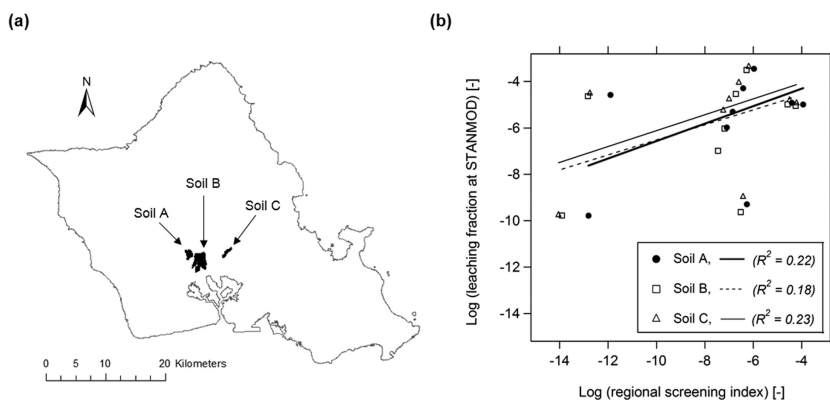 (a)
N
Soil A
Soil B
Soil C
0 5 10 20 Kilometers
(b)
Log (leaching fraction at STANMOD) [-]
-4
-6
-8
-10
-12
-14
Soil A, (R² = 0.22)
Soil B, (R² = 0.18)
Soil C, (R² = 0.23)
-14 -12 -10 -8 -6 -4
Log (regional screening index) [-]